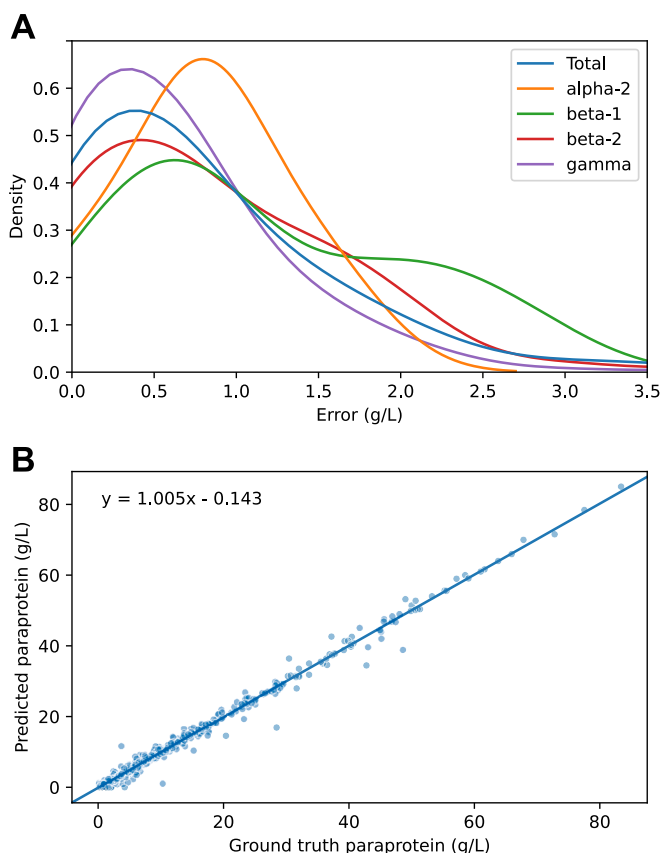 A
Total
alpha-2
beta-1
beta-2
gamma
Density
0.6
0.5
0.4
0.3
0.2
0.1
0.0
0.0 0.5 1.0 1.5 2.0 2.5 3.0 3.5
Error (g/L)
B
y = 1.005x - 0.143
Predicted paraprotein (g/L)
80
60
40
20
0
0 20 40 60 80
Ground truth paraprotein (g/L)